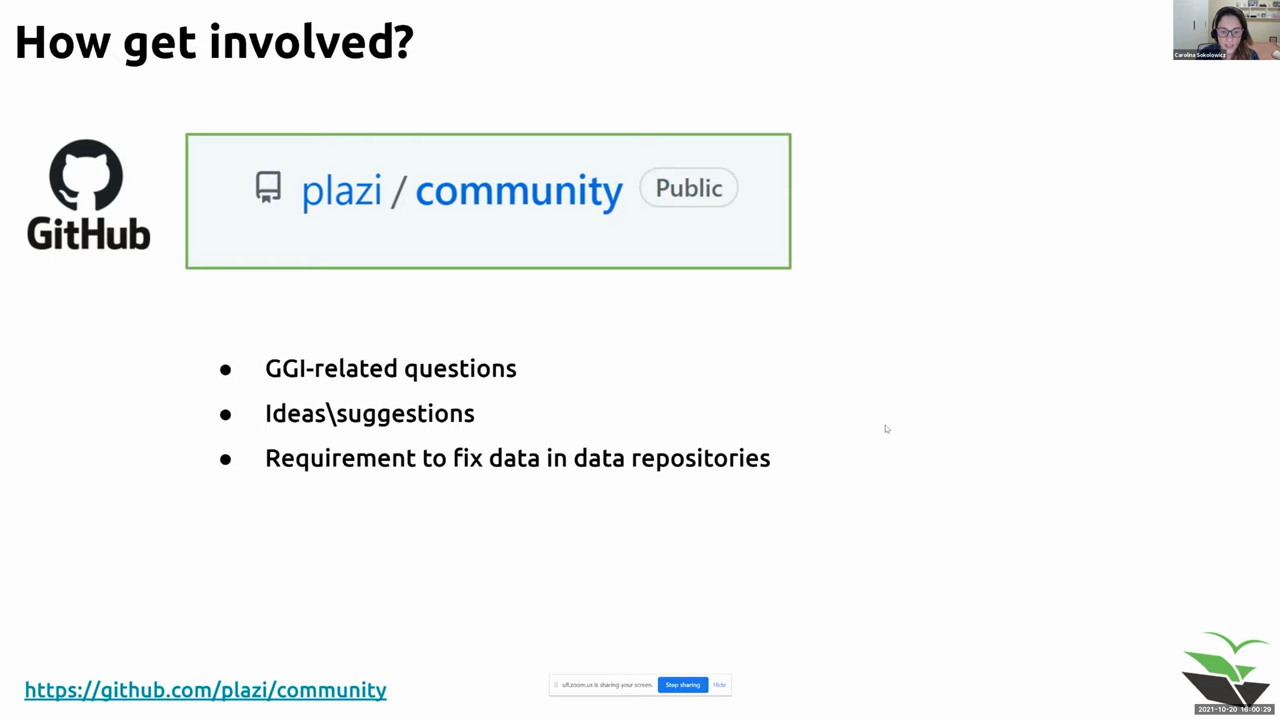 How get involved?
Carolina Sokolowicz
plazi / community Public
GitHub
● GGI-related questions
● Ideas\suggestions
● Requirement to fix data in data repositories
https://github.com/plazi/community
ufl.zoom.us is sharing your screen. Stop sharing Hide
2021-10-20 16:00:29